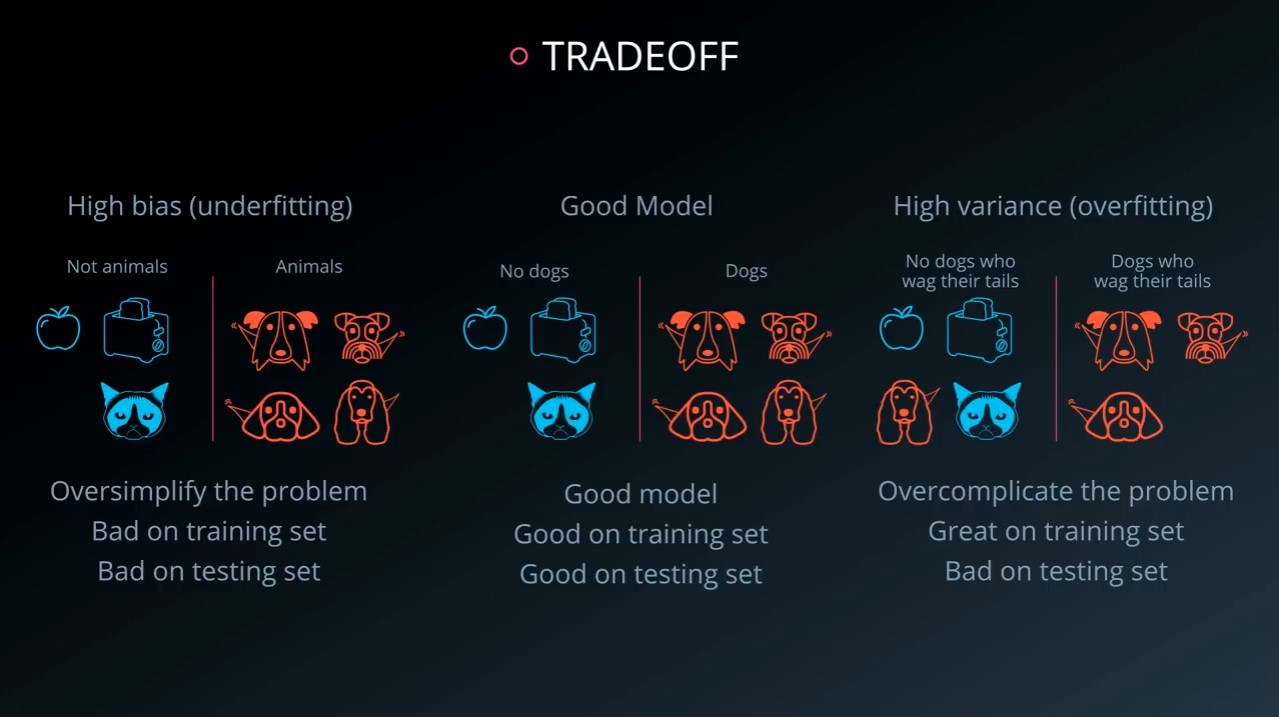 TRADEOFF
High bias (underfitting)
Not animals
Animals
Oversimplify the problem
Bad on training set
Bad on testing set
Good Model
No dogs
Dogs
Good model
Good on training set
Good on testing set
High variance (overfitting)
No dogs who
wag their tails
Dogs who
wag their tails
Overcomplicate the problem
Great on training set
Bad on testing set